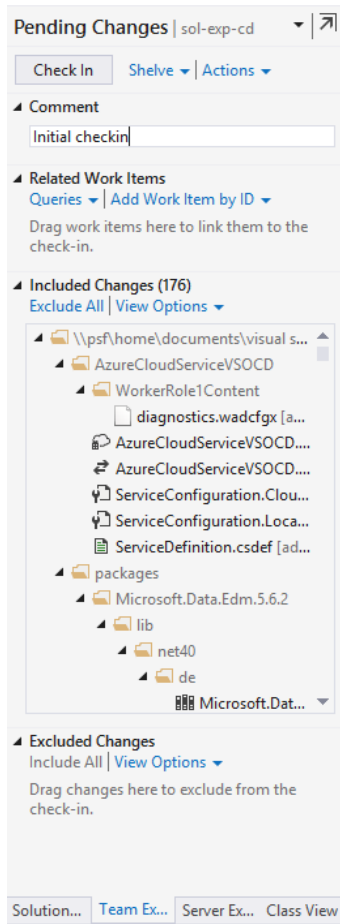 Pending Changes | sol-exp-cd
Check In Shelve Actions
Comment
Initial checkin
Related Work Items
Queries Add Work Item by ID
Drag work items here to link them to the
check-in.
Included Changes (176)
Exclude All View Options
\\psf\home\documents\visual s...
AzureCloudServiceVSOCD
WorkerRole1Content
diagnostics.wadcfgx [a...
AzureCloudServiceVSOCD....
AzureCloudServiceVSOCD....
ServiceConfiguration.Clou...
ServiceConfiguration.Loca...
ServiceDefinition.csdef [ad...
packages
Microsoft.Data.Edm.5.6.2
lib
net40
de
Microsoft.Dat...
Excluded Changes
Include All View Options
Drag changes here to exclude from the
check-in.
Solution... Team Ex... Server Ex... Class View